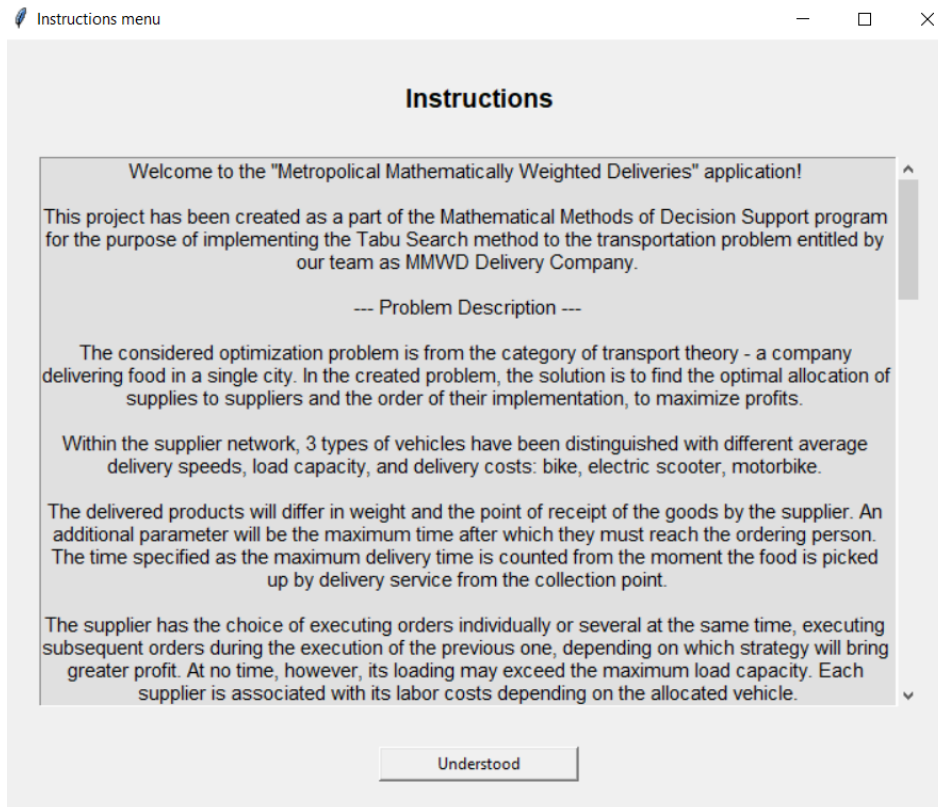 Instructions menu
Instructions
Welcome to the "Metropolical Mathematically Weighted Deliveries" application!
This project has been created as a part of the Mathematical Methods of Decision Support program
for the purpose of implementing the Tabu Search method to the transportation problem entitled by
our team as MMWD Delivery Company.
--- Problem Description ---
The considered optimization problem is from the category of transport theory - a company
delivering food in a single city. In the created problem, the solution is to find the optimal allocation of
supplies to suppliers and the order of their implementation, to maximize profits.
Within the supplier network, 3 types of vehicles have been distinguished with different average
delivery speeds, load capacity, and delivery costs: bike, electric scooter, motorbike.
The delivered products will differ in weight and the point of receipt of the goods by the supplier. An
additional parameter will be the maximum time after which they must reach the ordering person.
The time specified as the maximum delivery time is counted from the moment the food is picked
up by delivery service from the collection point.
The supplier has the choice of executing orders individually or several at the same time, executing
subsequent orders during the execution of the previous one, depending on which strategy will bring
greater profit. At no time, however, its loading may exceed the maximum load capacity. Each
supplier is associated with its labor costs depending on the allocated vehicle.
Understood